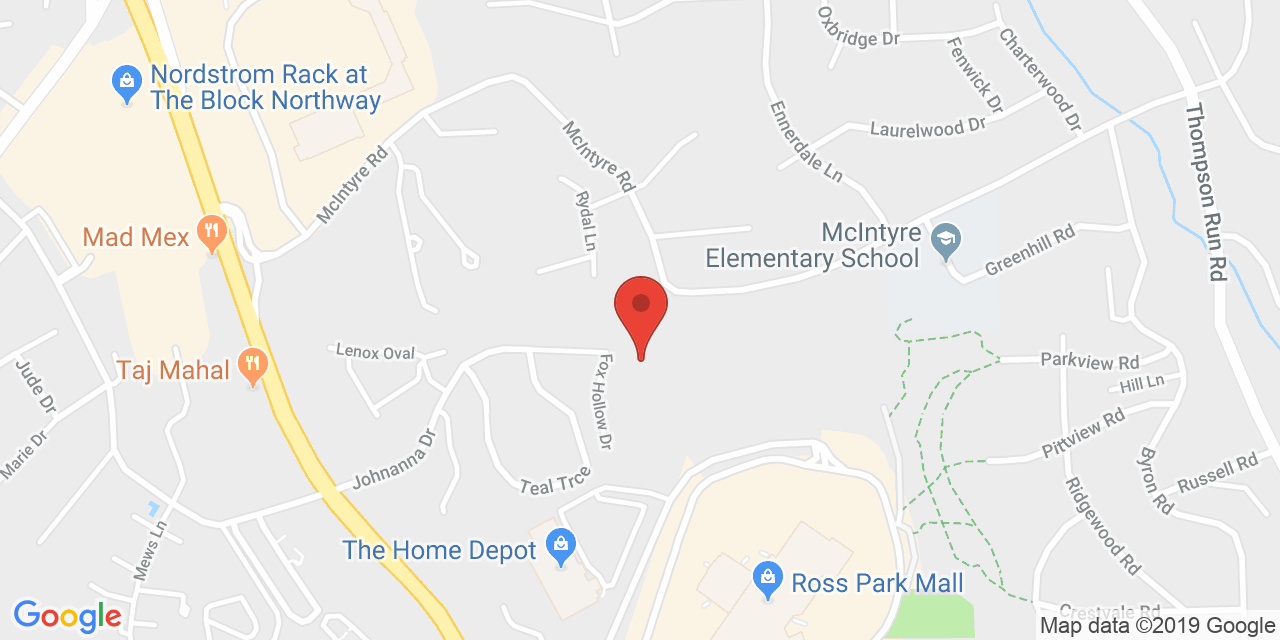 Oxbridge Dr
Fenwick Dr
Charterwood Dr
Nordstrom Rack at
The Block Northway
Ennerdale Ln
Laurelwood Dr
Thompson Run Rd
McIntyre Rd
McIntyre Rd
Rydal Ln
Mad Mex
McIntyre
Elementary School
Greenhill Rd
Lenox Oval
Fox Hollow Dr
Parkview Rd
Hill Ln
Taj Mahal
Jude Dr
Marie Dr
Johnanna Dr
Teal Trce
Pittview Rd
Byron Rd
Russell Rd
Ridgewood Rd
Mews Ln
The Home Depot
Ross Park Mall
Crestvale Rd
Google
Map data ©2019 Google